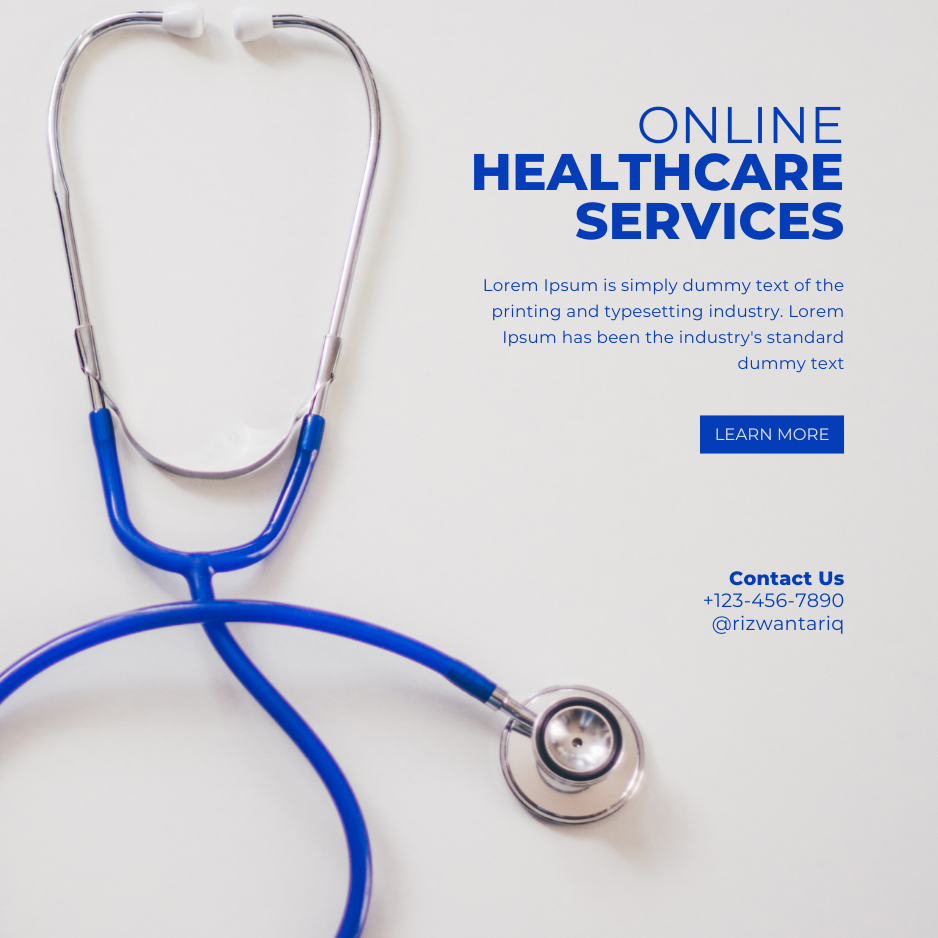 ONLINE
HEALTHCARE
SERVICES
Lorem Ipsum is simply dummy text of the
printing and typesetting industry. Lorem
Ipsum has been the industry's standard
dummy text
LEARN MORE
Contact Us
+123-456-7890
@rizwantariq